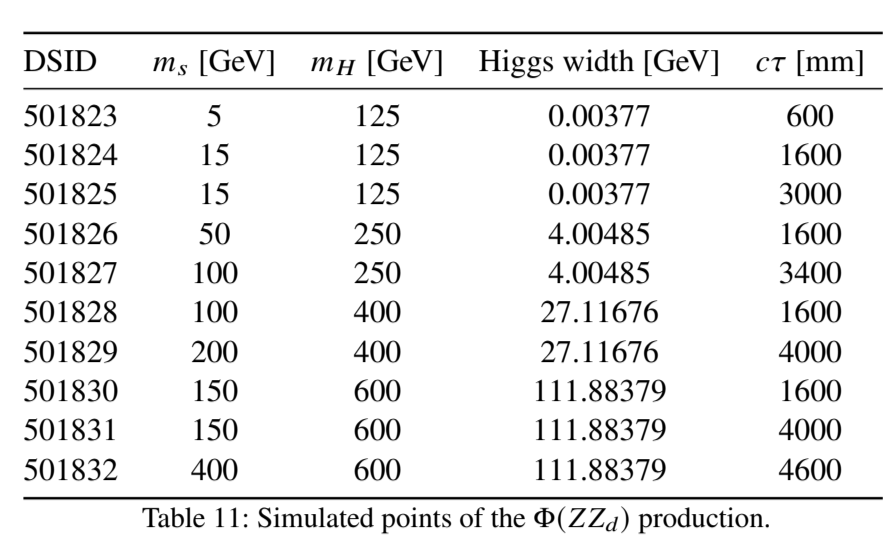 DSID m_s [GeV] m_H [GeV] Higgs width [GeV] cτ [mm]
501823 5 125 0.00377 600
501824 15 125 0.00377 1600
501825 15 125 0.00377 3000
501826 50 250 4.00485 1600
501827 100 250 4.00485 3400
501828 100 400 27.11676 1600
501829 200 400 27.11676 4000
501830 150 600 111.88379 1600
501831 150 600 111.88379 4000
501832 400 600 111.88379 4600
Table 11: Simulated points of the Φ(ZZ_d) production.